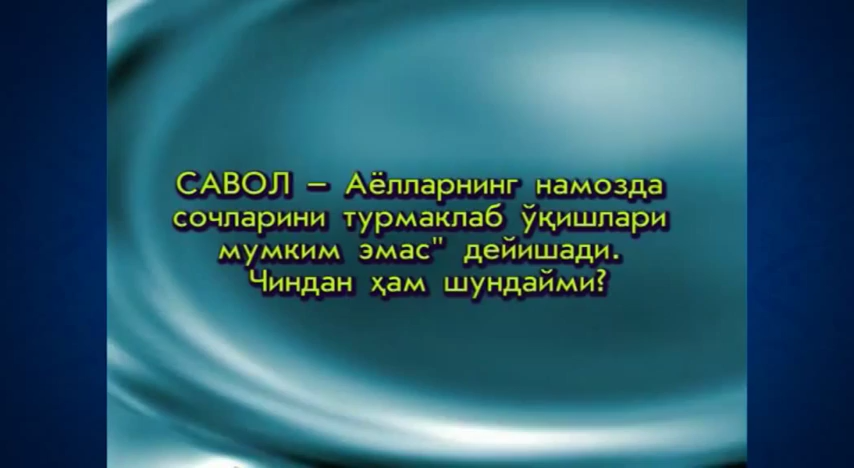 САВОЛ – Аёлларнинг намозда
сочларини турмаклаб ўқишлари
мумким эмас" дейишади.
Чиндан ҳам шундайми?